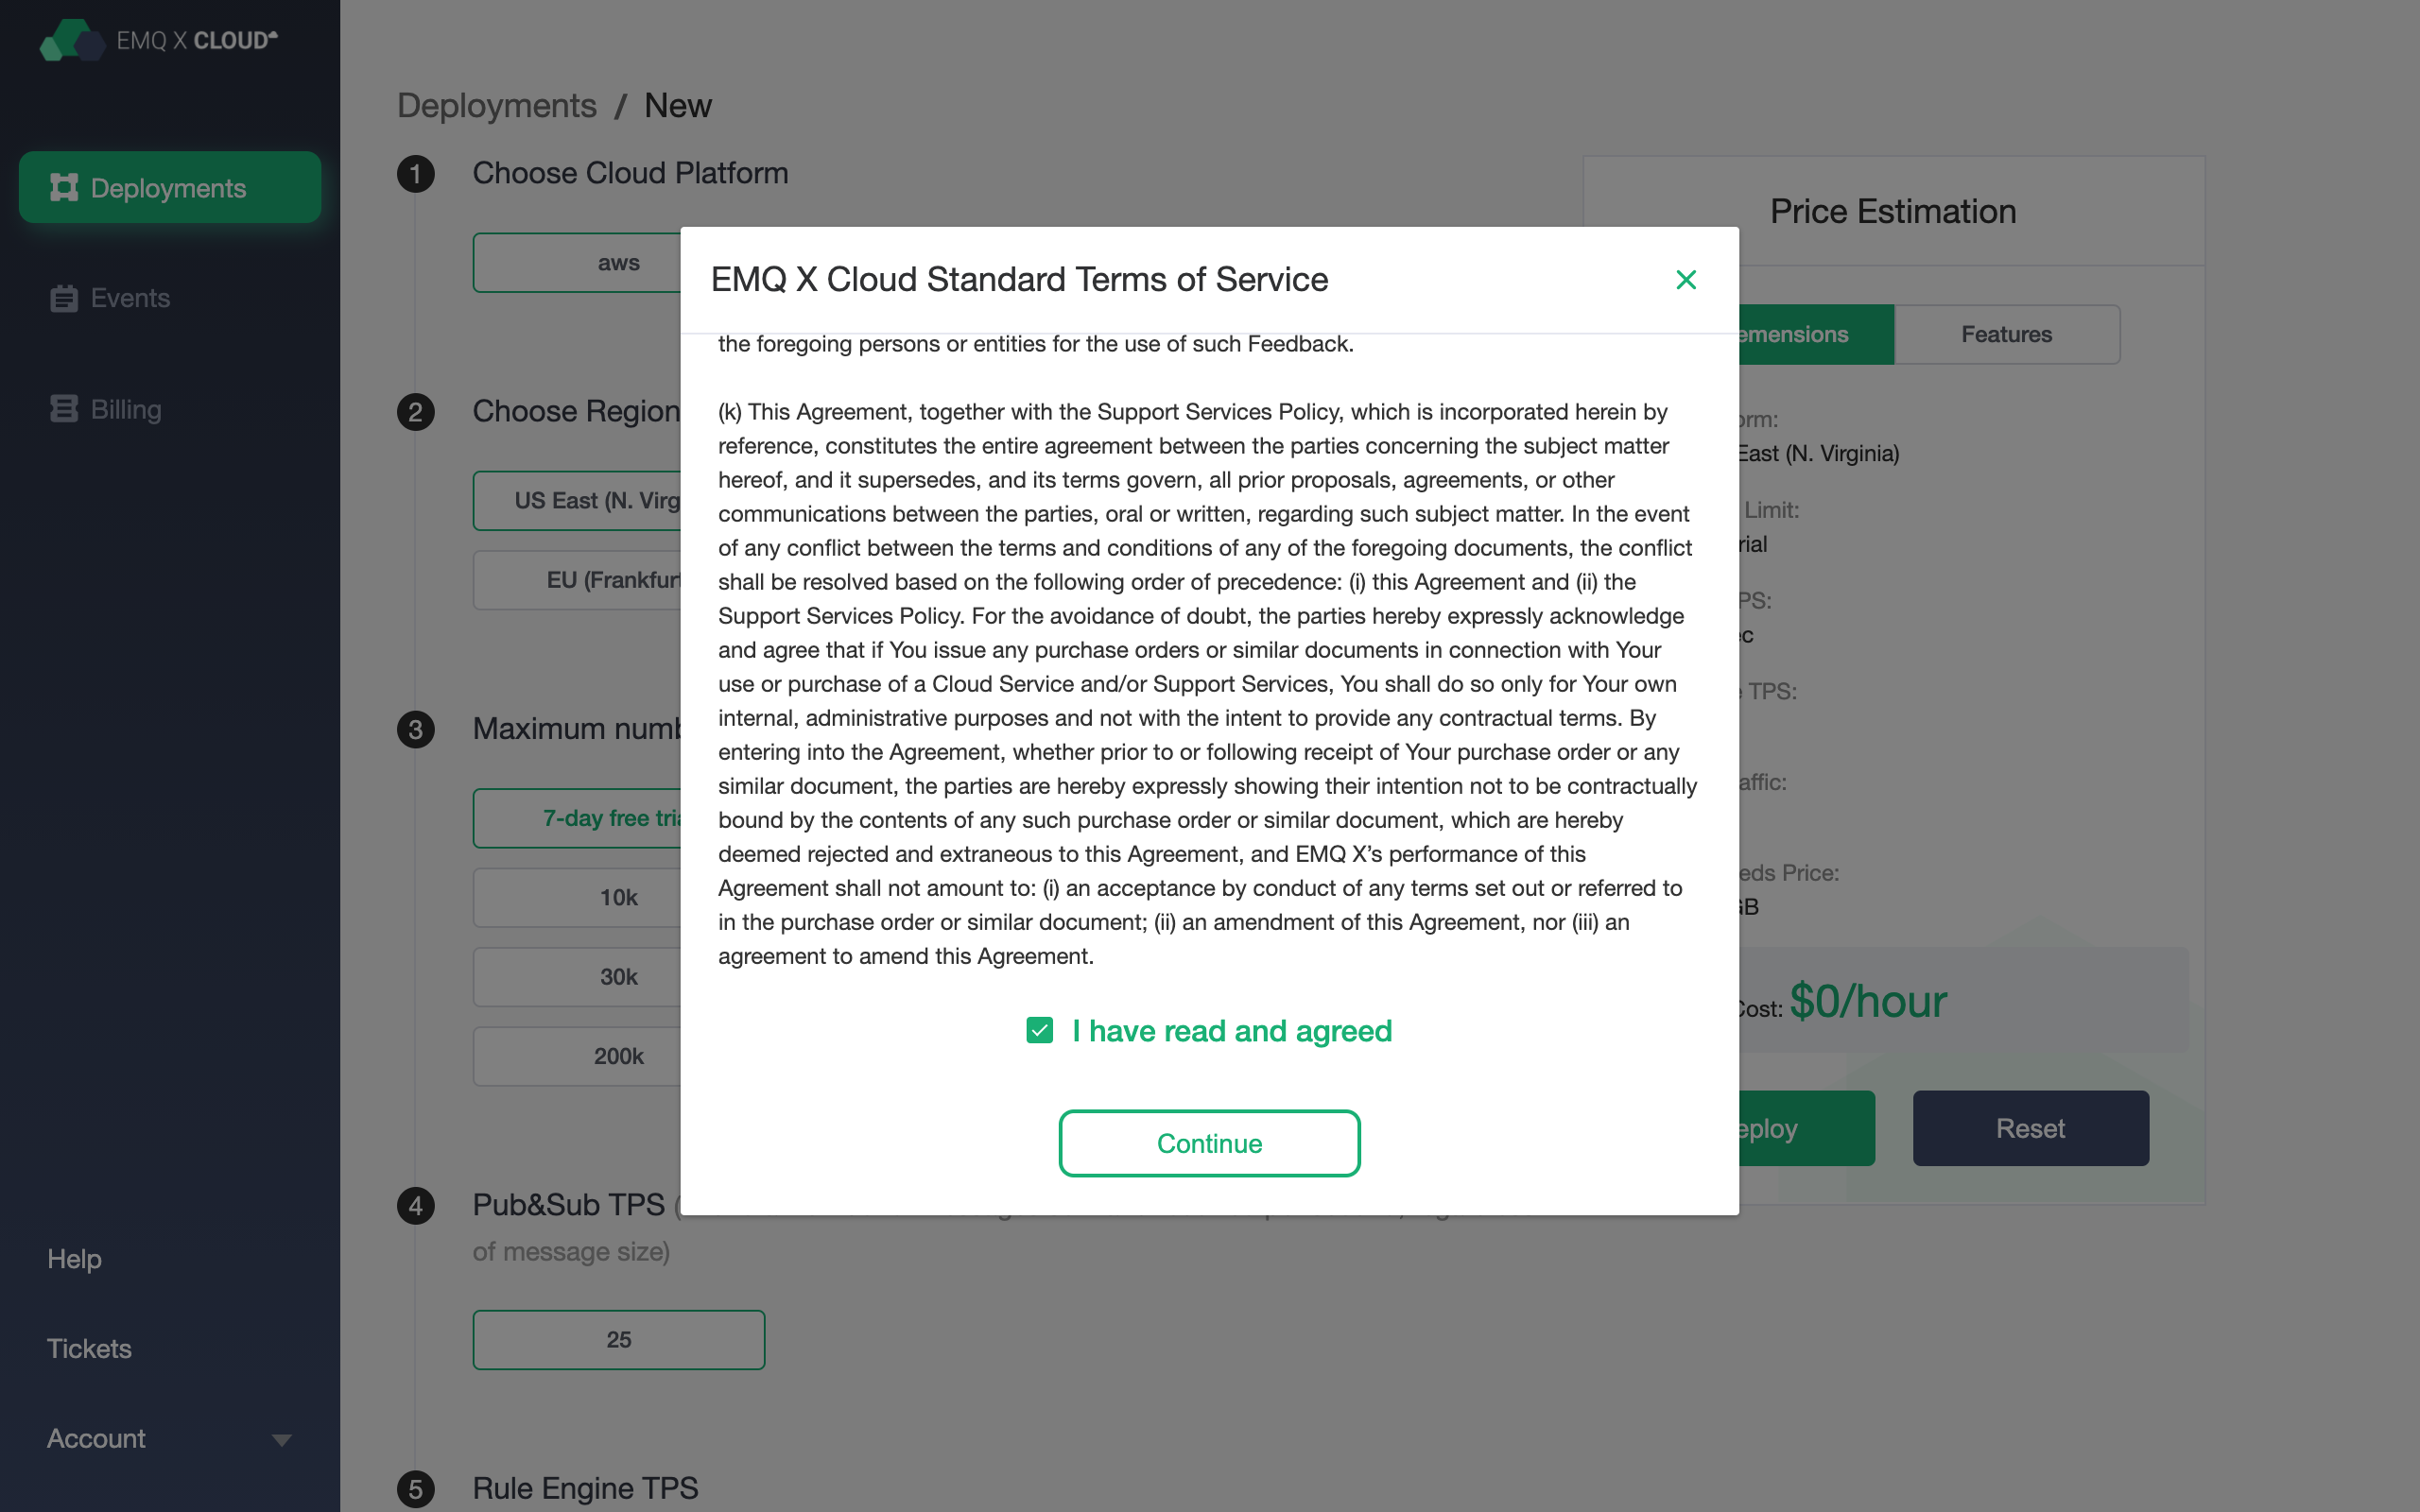 EMQ X CLOUD
Deployments
Events
Billing
Help
Tickets
Account
Deployments / New
1 Choose Cloud Platform
aws
2 Choose Region
US East (N. Virg
EU (Frankfurt
3 Maximum numb
7-day free tria
10k
30k
200k
4 Pub&Sub TPS (
of message size)
25
5 Rule Engine TPS
EMQ X Cloud Standard Terms of Service
the foregoing persons or entities for the use of such Feedback.
(k) This Agreement, together with the Support Services Policy, which is incorporated herein by
reference, constitutes the entire agreement between the parties concerning the subject matter
hereof, and it supersedes, and its terms govern, all prior proposals, agreements, or other
communications between the parties, oral or written, regarding such subject matter. In the event
of any conflict between the terms and conditions of any of the foregoing documents, the conflict
shall be resolved based on the following order of precedence: (i) this Agreement and (ii) the
Support Services Policy. For the avoidance of doubt, the parties hereby expressly acknowledge
and agree that if You issue any purchase orders or similar documents in connection with Your
use or purchase of a Cloud Service and/or Support Services, You shall do so only for Your own
internal, administrative purposes and not with the intent to provide any contractual terms. By
entering into the Agreement, whether prior to or following receipt of Your purchase order or any
similar document, the parties are hereby expressly showing their intention not to be contractually
bound by the contents of any such purchase order or similar document, which are hereby
deemed rejected and extraneous to this Agreement, and EMQ X’s performance of this
Agreement shall not amount to: (i) an acceptance by conduct of any terms set out or referred to
in the purchase order or similar document; (ii) an amendment of this Agreement, nor (iii) an
agreement to amend this Agreement.
I have read and agreed
Continue
Price Estimation
emensions
Features
orm:
East (N. Virginia)
Limit:
rial
PS:
ec
TPS:
affic:
eds Price:
GB
Cost: $0/hour
eploy
Reset